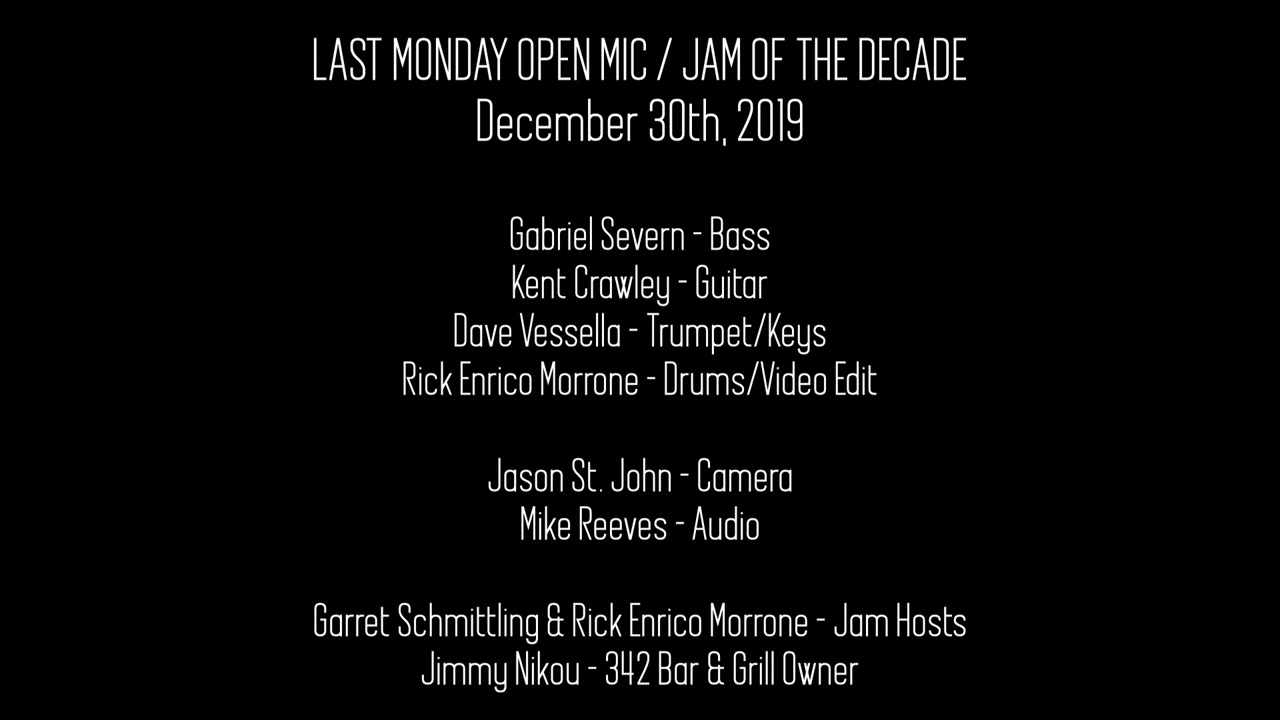 LAST MONDAY OPEN MIC / JAM OF THE DECADE
December 30th, 2019
Gabriel Severn - Bass
Kent Crawley - Guitar
Dave Vessella - Trumpet/Keys
Rick Enrico Morrone - Drums/Video Edit
Jason St. John - Camera
Mike Reeves - Audio
Garret Schmittling & Rick Enrico Morrone - Jam Hosts
Jimmy Nikou - 342 Bar & Grill Owner